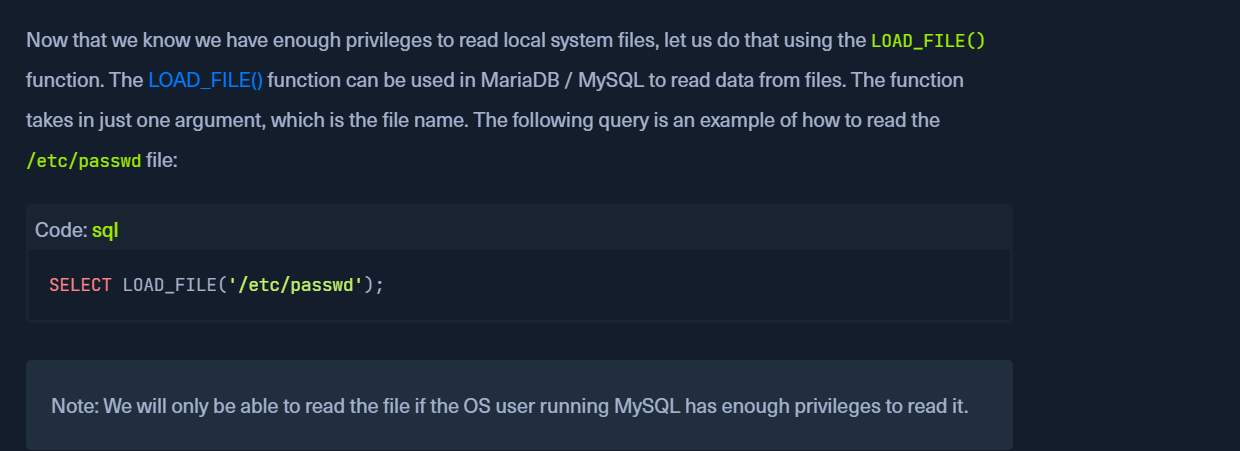 Now that we know we have enough privileges to read local system files, let us do that using the LOAD_FILE()
function. The LOAD_FILE() function can be used in MariaDB / MySQL to read data from files. The function
takes in just one argument, which is the file name. The following query is an example of how to read the
/etc/passwd file:
Code: sql
SELECT LOAD_FILE('/etc/passwd');
Note: We will only be able to read the file if the OS user running MySQL has enough privileges to read it.